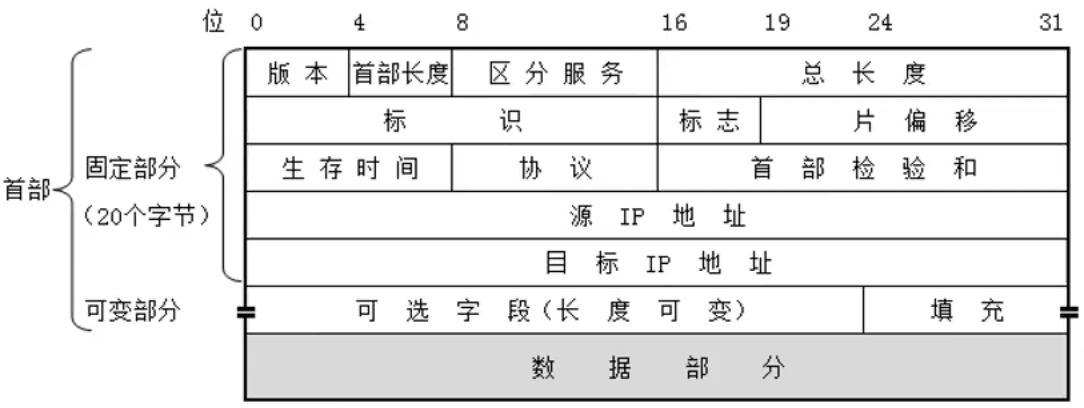 位 0 4 8 16 19 24 31
版本 首部长度 区分服务 总长度
标识 标志 片偏移
生存时间 协议 首部检验和
源 IP 地址
目标 IP 地址
可选字段(长度可变) 填充
数据部分
首部
固定部分
(20个字节)
可变部分